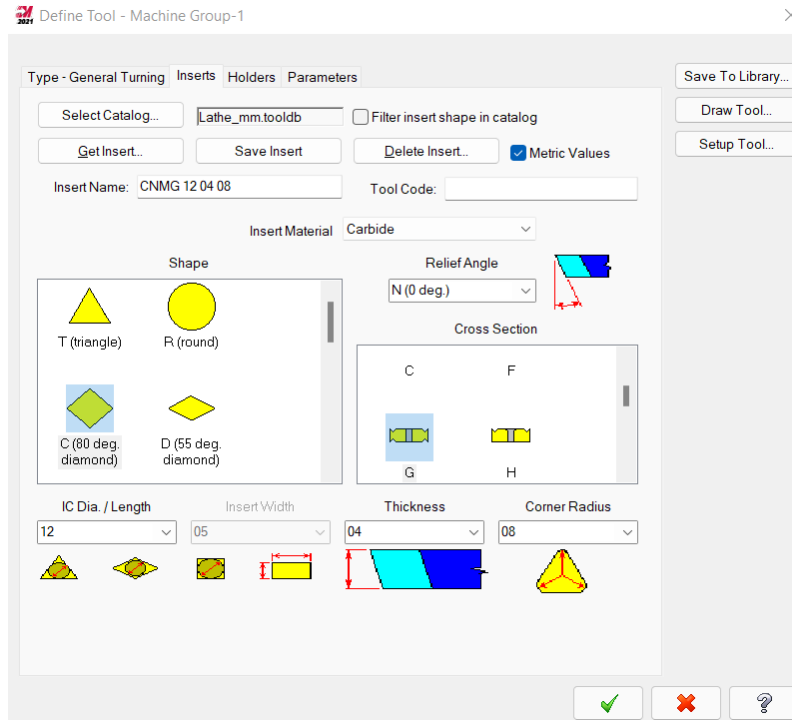 2021 Define Tool - Machine Group-1
Type - General Turning Inserts Holders Parameters
Save To Library...
Select Catalog... Lathe_mm.tooldb Filter insert shape in catalog
Draw Tool...
Get Insert... Save Insert Delete Insert... Metric Values
Setup Tool...
Insert Name: CNMG 12 04 08 Tool Code:
Insert Material Carbide
Shape
Relief Angle
N (0 deg.)
T (triangle) R (round)
Cross Section
C F
C (80 deg. diamond) D (55 deg. diamond)
G H
IC Dia. / Length Insert Width Thickness Corner Radius
12 05 04 08